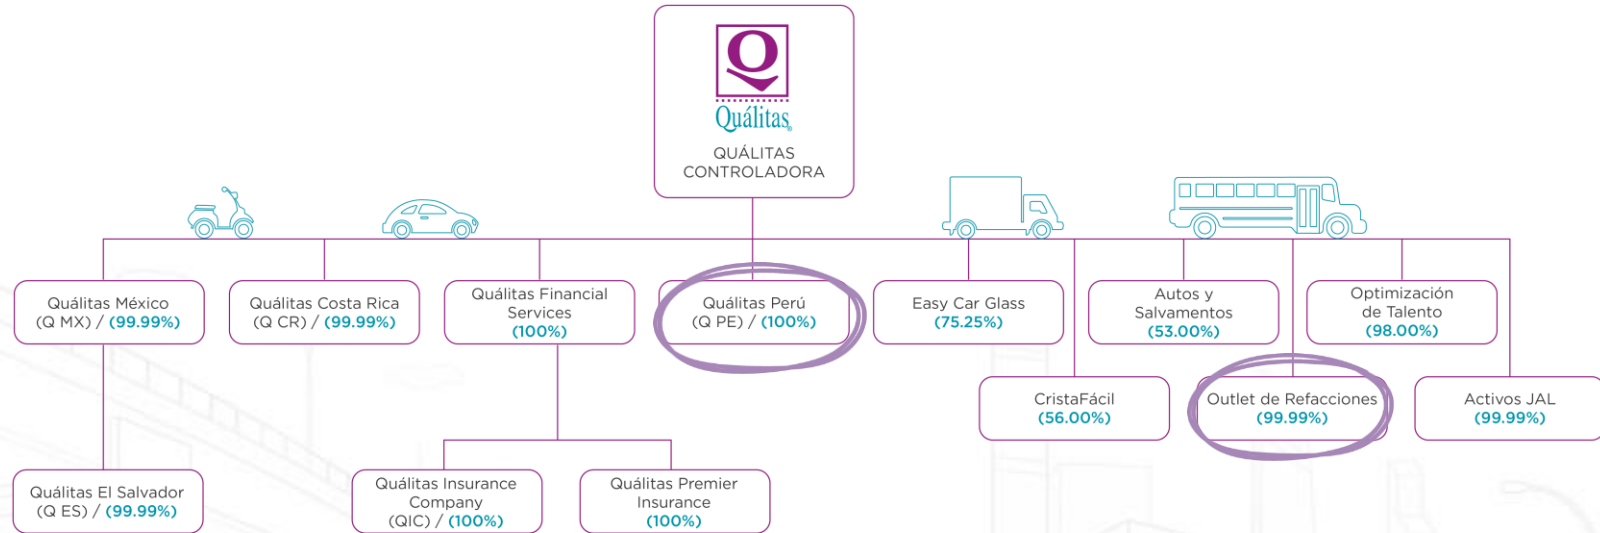 Q
Quálitas
QUÁLITAS
CONTROLADORA
Quálitas México
(Q MX) / (99.99%)
Quálitas Costa Rica
(Q CR) / (99.99%)
Quálitas Financial
Services
(100%)
Quálitas Perú
(Q PE) / (100%)
Easy Car Glass
(75.25%)
Autos y
Salvamentos
(53.00%)
Optimización
de Talento
(98.00%)
CristaFácil
(56.00%)
Outlet de Refacciones
(99.99%)
Activos JAL
(99.99%)
Quálitas El Salvador
(Q ES) / (99.99%)
Quálitas Insurance
Company
(QIC) / (100%)
Quálitas Premier
Insurance
(100%)